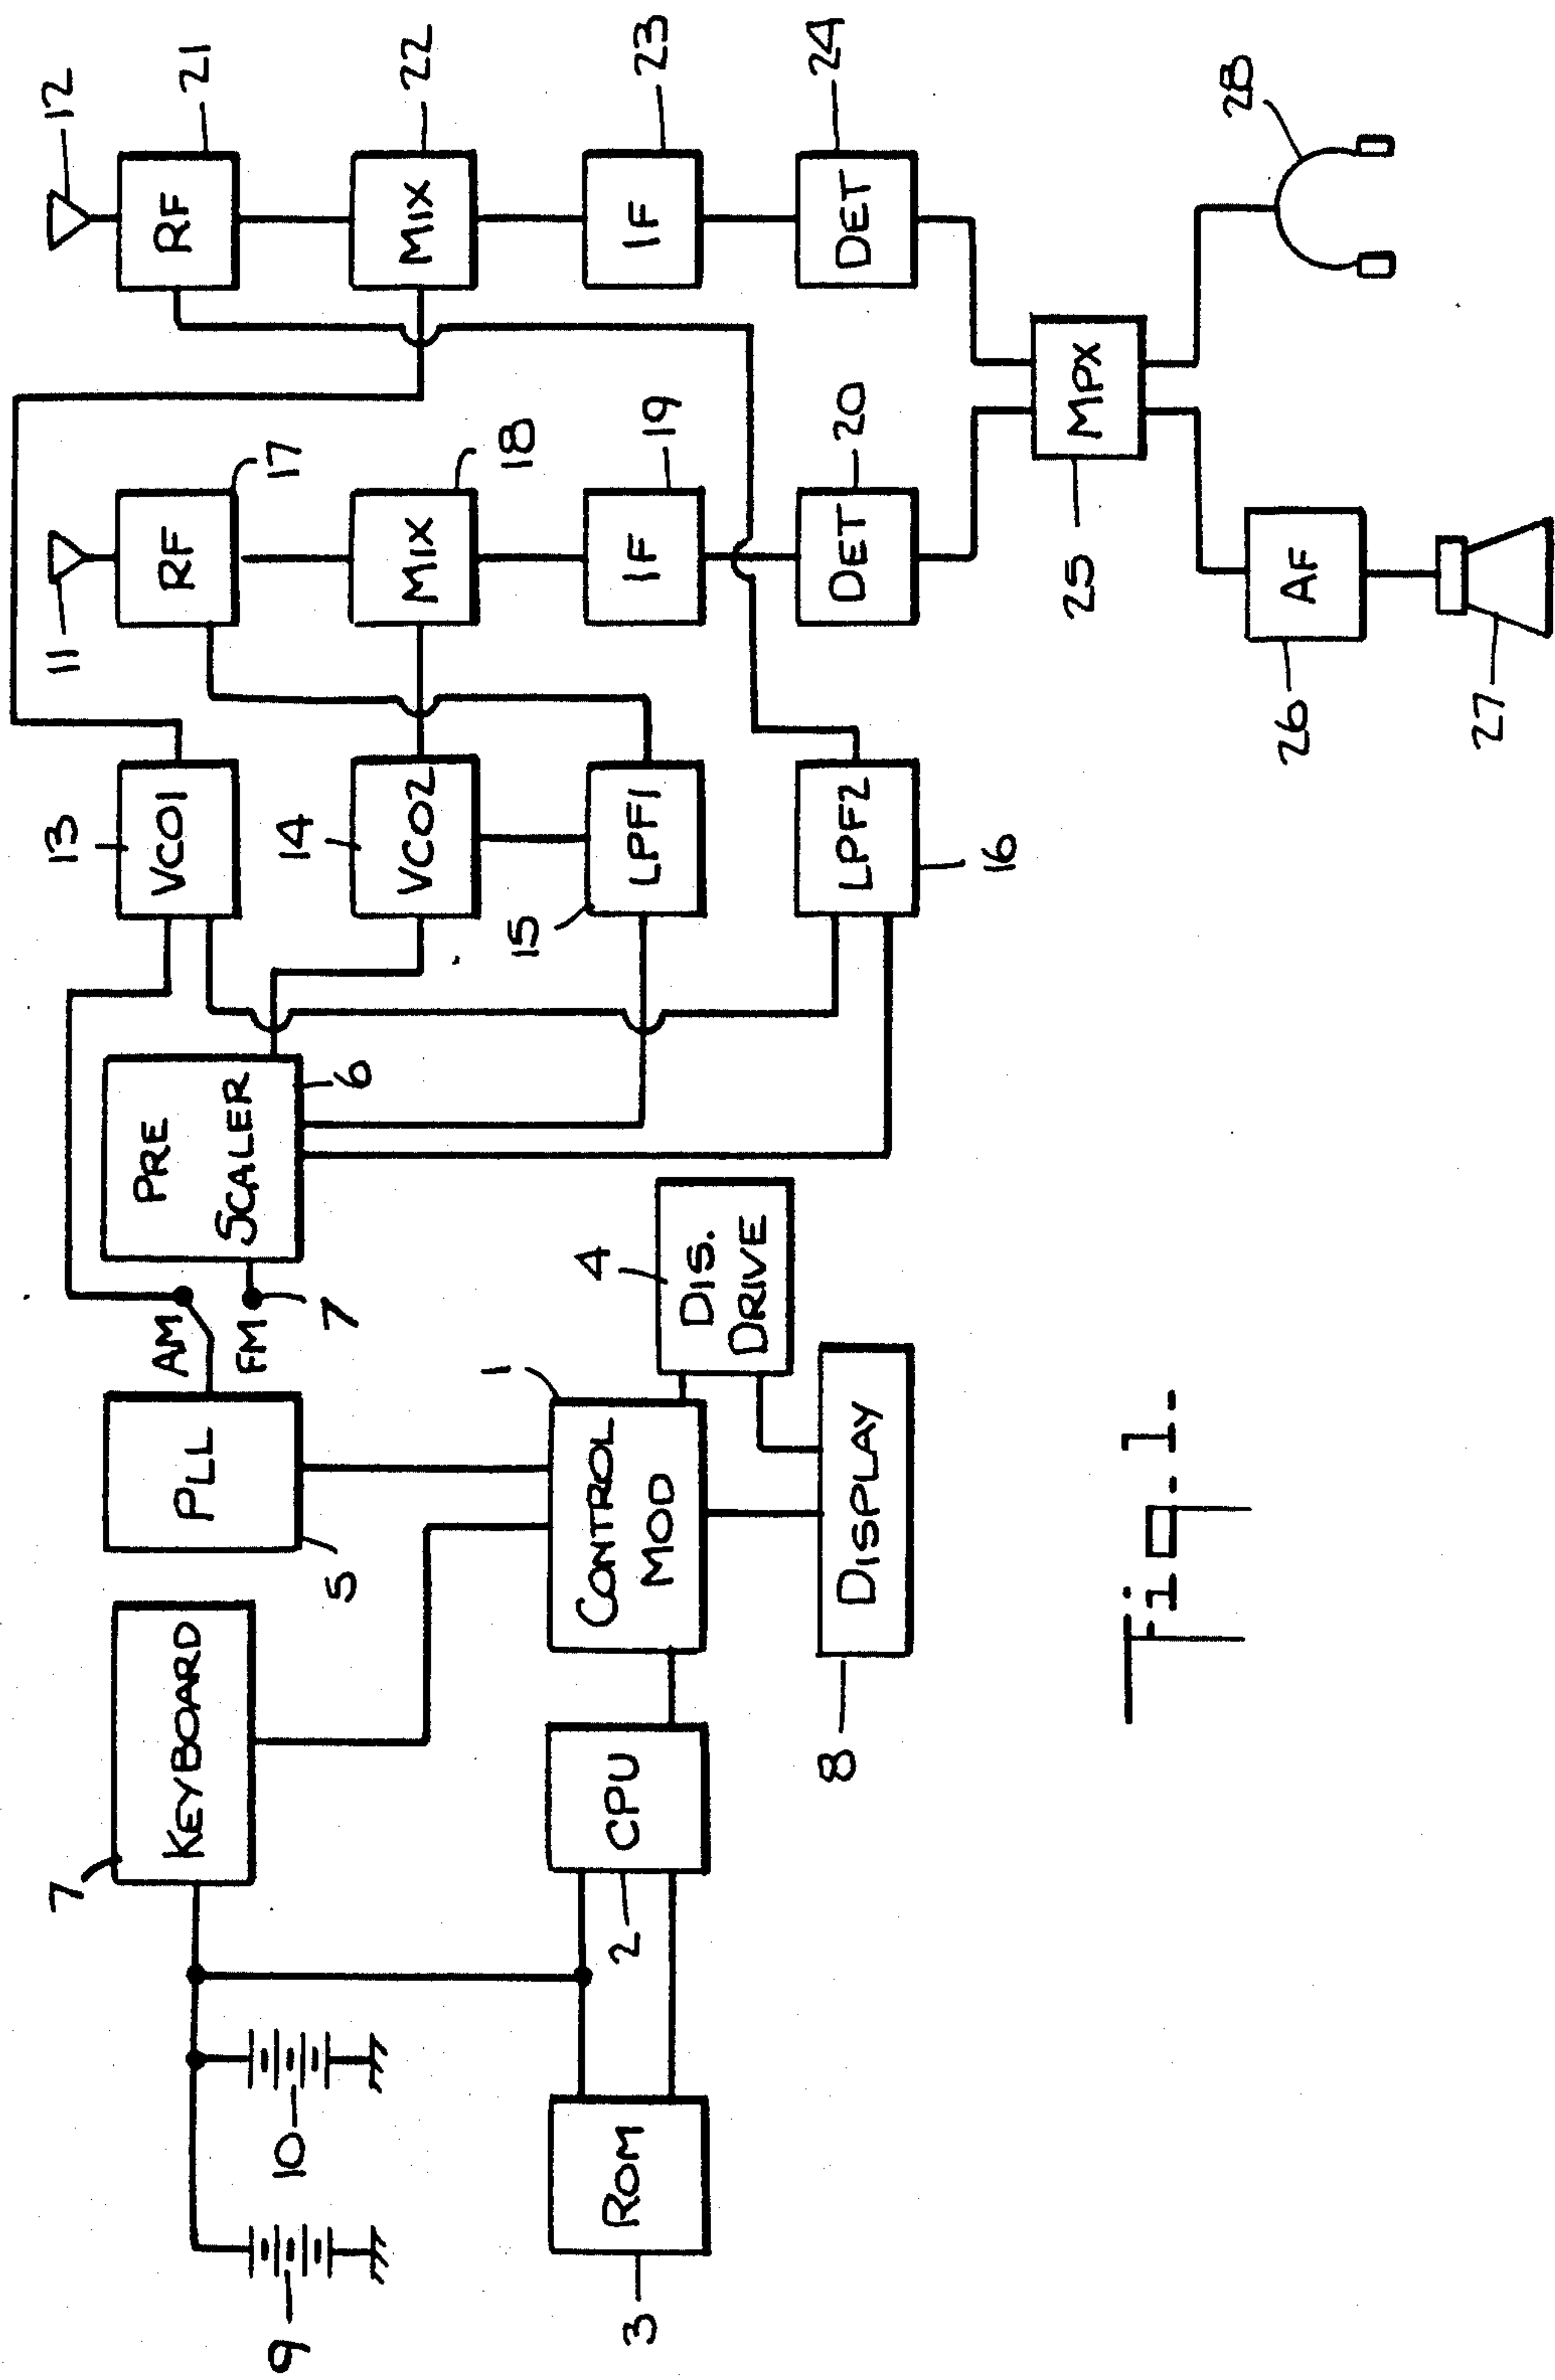 9
10
7
KEYBOARD
5
PLL
AM
FM
7
PRE
SCALER
6
13
VCO1
11
RF
17
12
RF
21
3
ROM
2
CPU
1
CONTROL
MOD
4
DIS.
DRIVE
8
DISPLAY
14
VCO2
MIX
18
MIX
22
15
LPF1
IF
19
IF
23
LPF2
16
DET
20
DET
24
25
MPX
26
AF
27
28
Fig. 1.